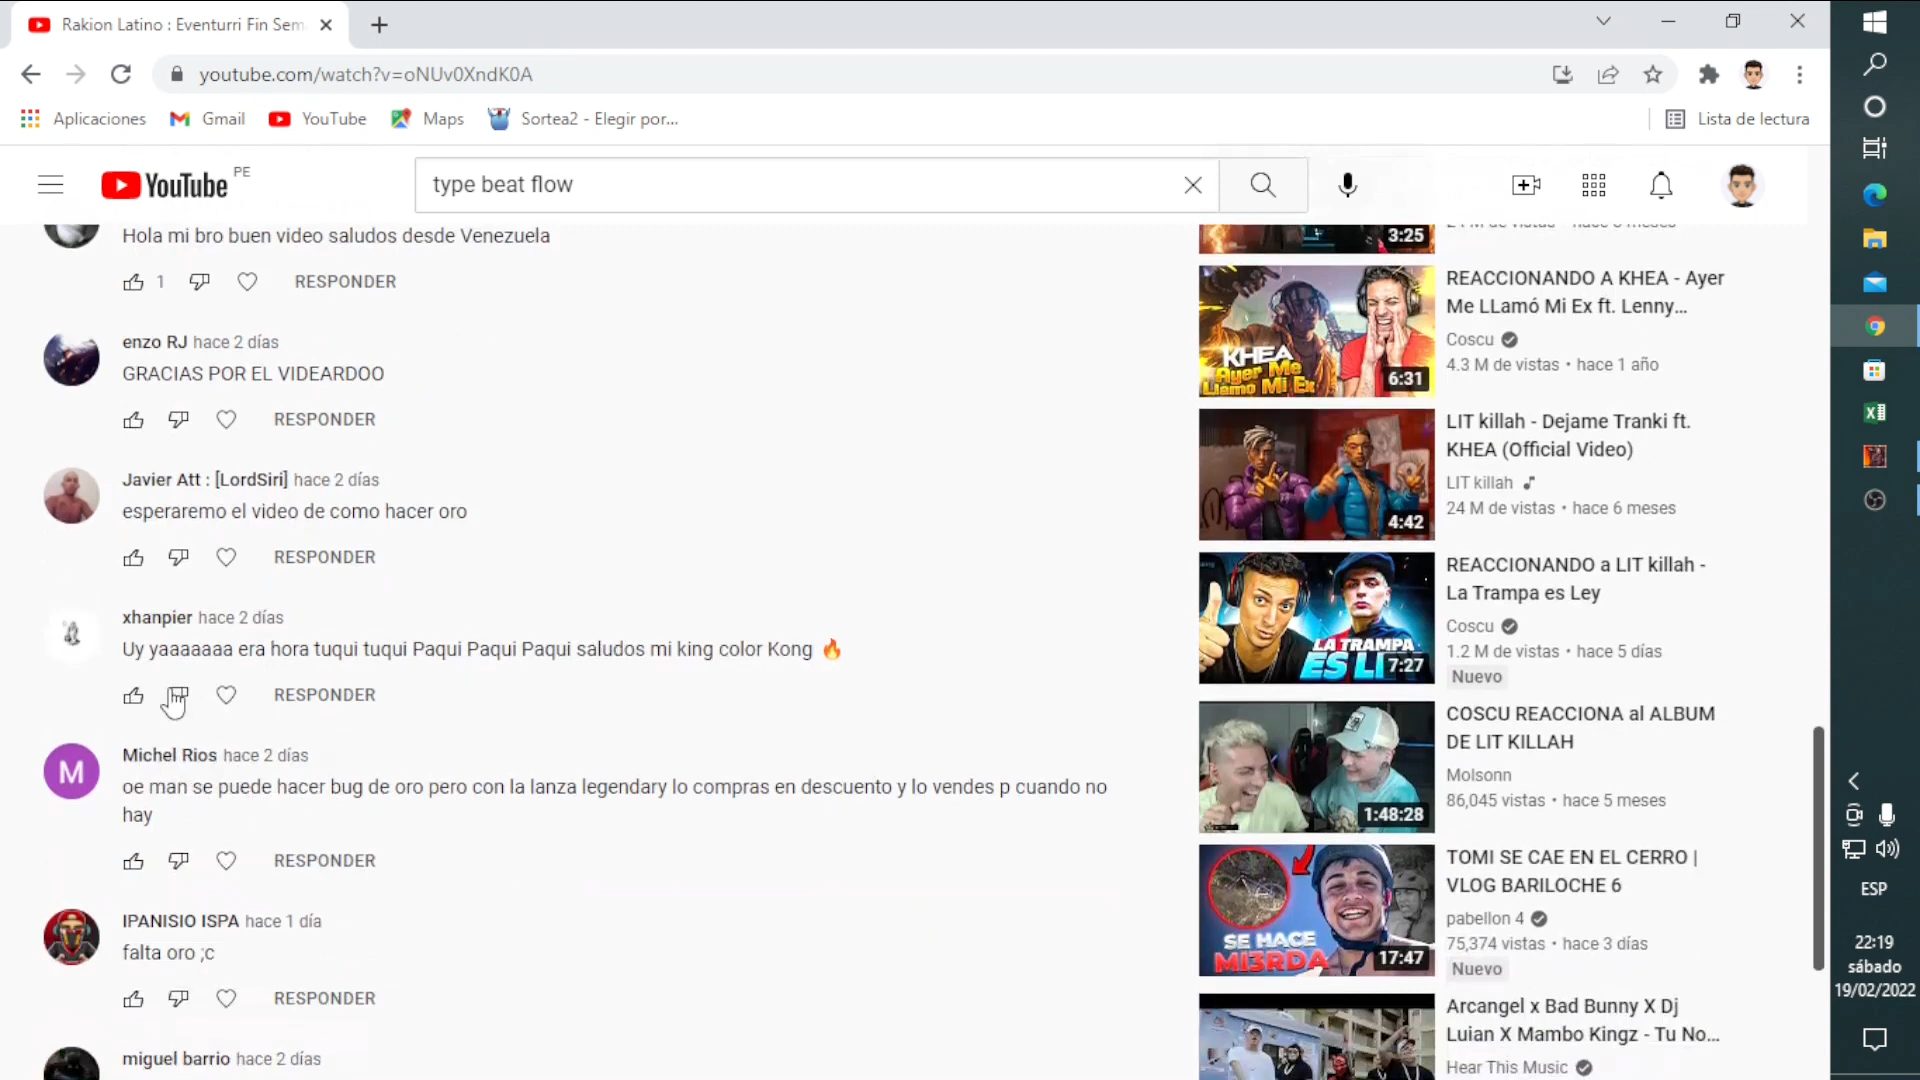 Rakion Latino : Eventurri Fin Sem
youtube.com/watch?v=oNUv0XndK0A
Aplicaciones
Gmail
YouTube
Maps
Sortea2 - Elegir por...
Lista de lectura
YouTube
PE
type beat flow
Hola mi bro buen video saludos desde Venezuela
1
RESPONDER
enzo RJ hace 2 días
GRACIAS POR EL VIDEARDOO
RESPONDER
Javier Att : [LordSiri] hace 2 días
esperaremo el video de como hacer oro
RESPONDER
xhanpier hace 2 días
Uy yaaaaaaa era hora tuqui tuqui Paqui Paqui Paqui saludos mi king color Kong 🔥
RESPONDER
Michel Rios hace 2 días
M
oe man se puede hacer bug de oro pero con la lanza legendary lo compras en descuento y lo vendes p cuando no
hay
RESPONDER
IPANISIO ISPA hace 1 día
falta oro ;c
RESPONDER
miguel barrio hace 2 días
3:25
REACCIONANDO A KHEA - Ayer
Me LLamó Mi Ex ft. Lenny...
Coscu
4.3 M de vistas • hace 1 año
KHEA
Ayer Me
Llamo Mi Ex
6:31
LIT killah - Dejame Tranki ft.
KHEA (Official Video)
LIT killah
24 M de vistas • hace 6 meses
4:42
REACCIONANDO a LIT killah -
La Trampa es Ley
Coscu
1.2 M de vistas • hace 5 días
Nuevo
LA TRAMPA
7:27
COSCU REACCIONA al ALBUM
DE LIT KILLAH
Molsonn
86,045 vistas • hace 5 meses
1:48:28
TOMI SE CAE EN EL CERRO |
VLOG BARILOCHE 6
pabellon 4
75,374 vistas • hace 3 días
Nuevo
SE HACE
MI3RDA
17:47
Arcangel x Bad Bunny X Dj
Luian X Mambo Kingz - Tu No...
Hear This Music
ESP
22:19
sábado
19/02/2022